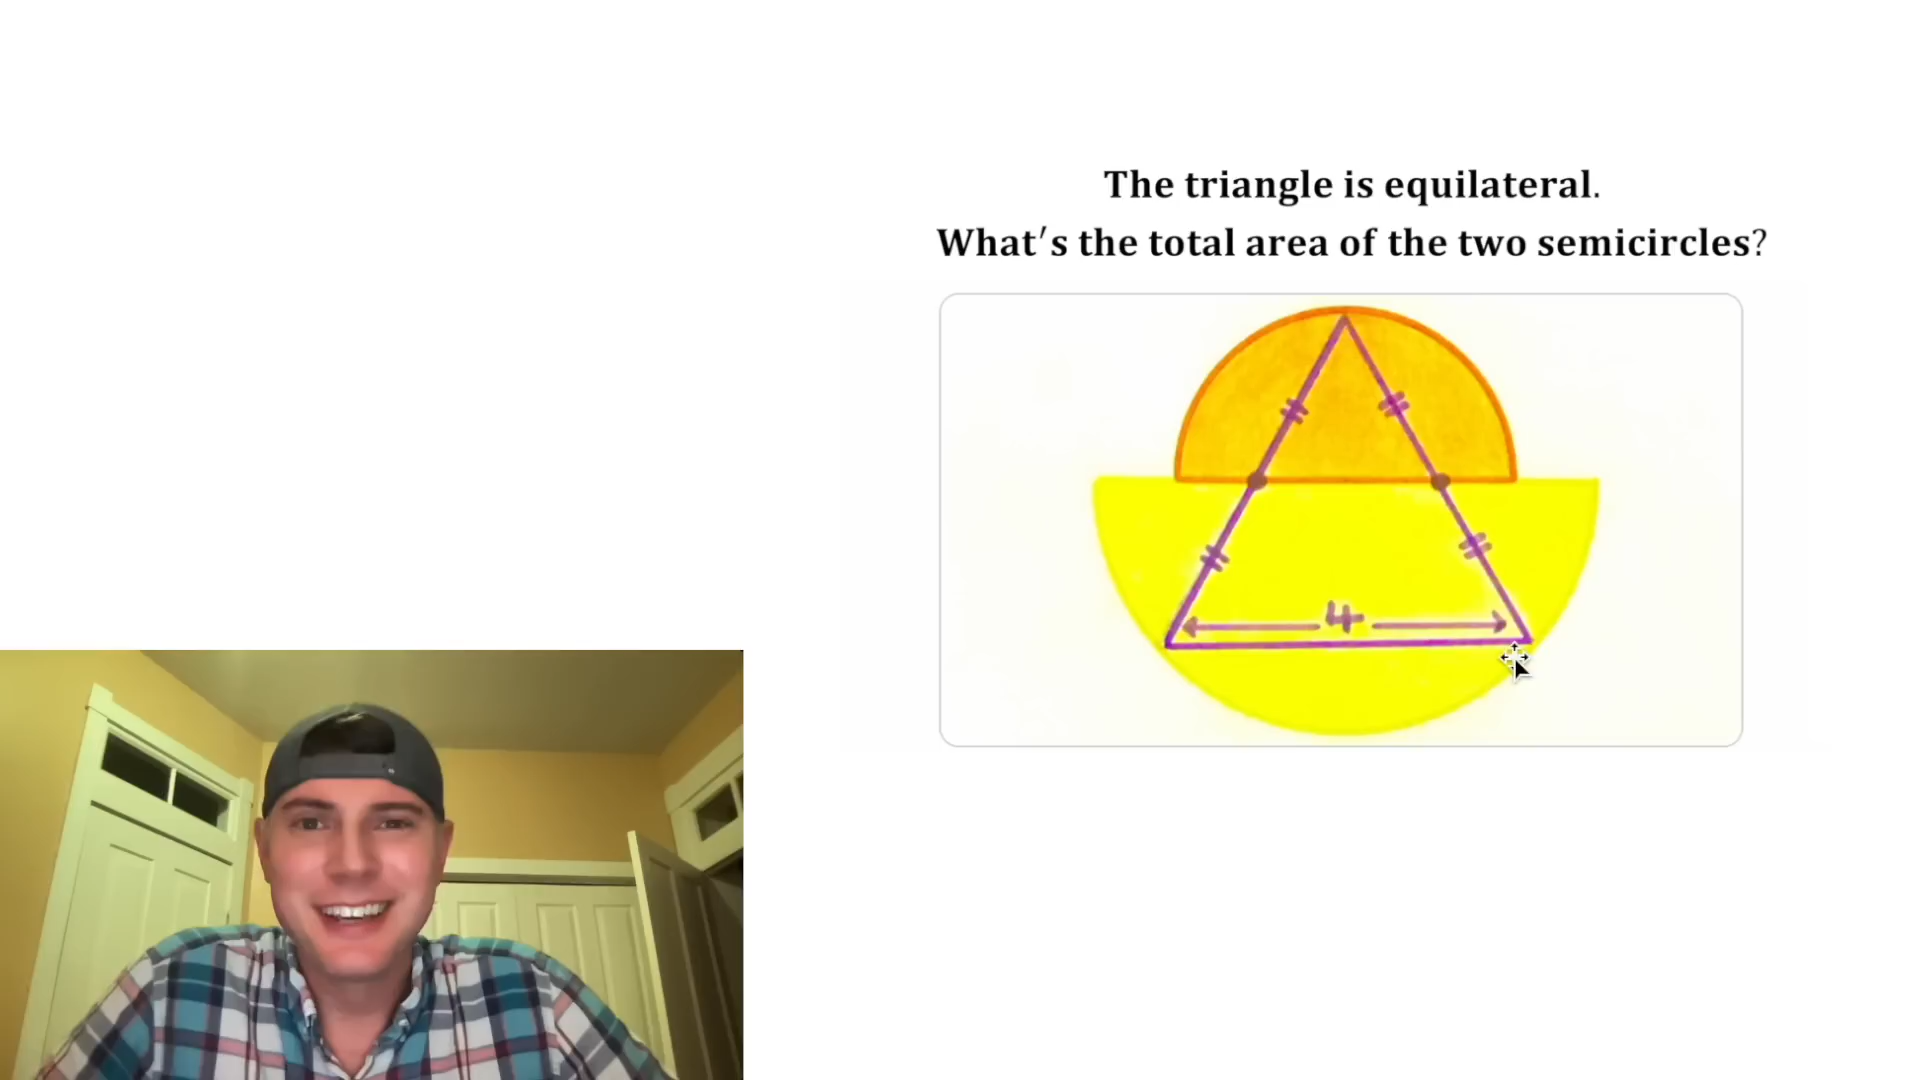 The triangle is equilateral.
What's the total area of the two semicircles?
4